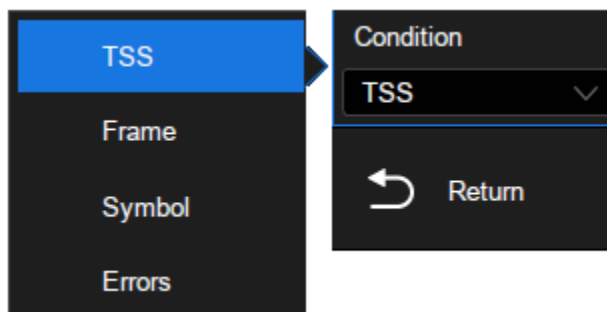 TSS
Frame
Symbol
Errors
Condition
TSS
Return